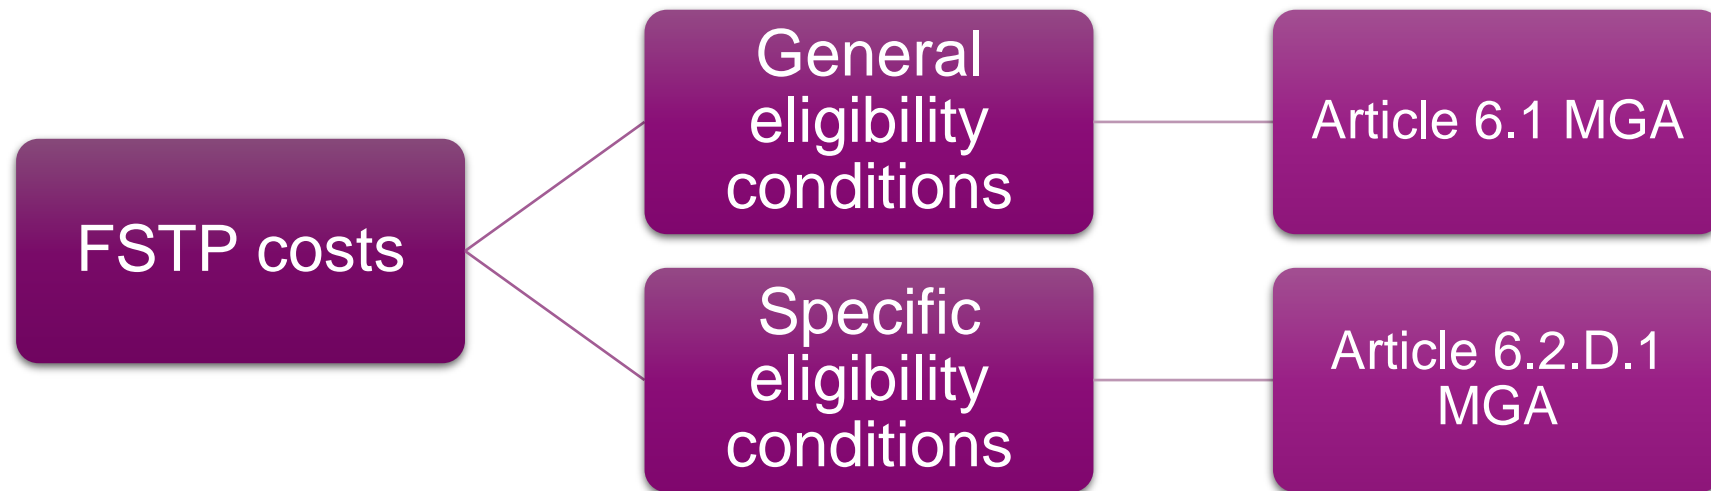 FSTP costs
General
eligibility
conditions
Article 6.1 MGA
Specific
eligibility
conditions
Article 6.2.D.1
MGA